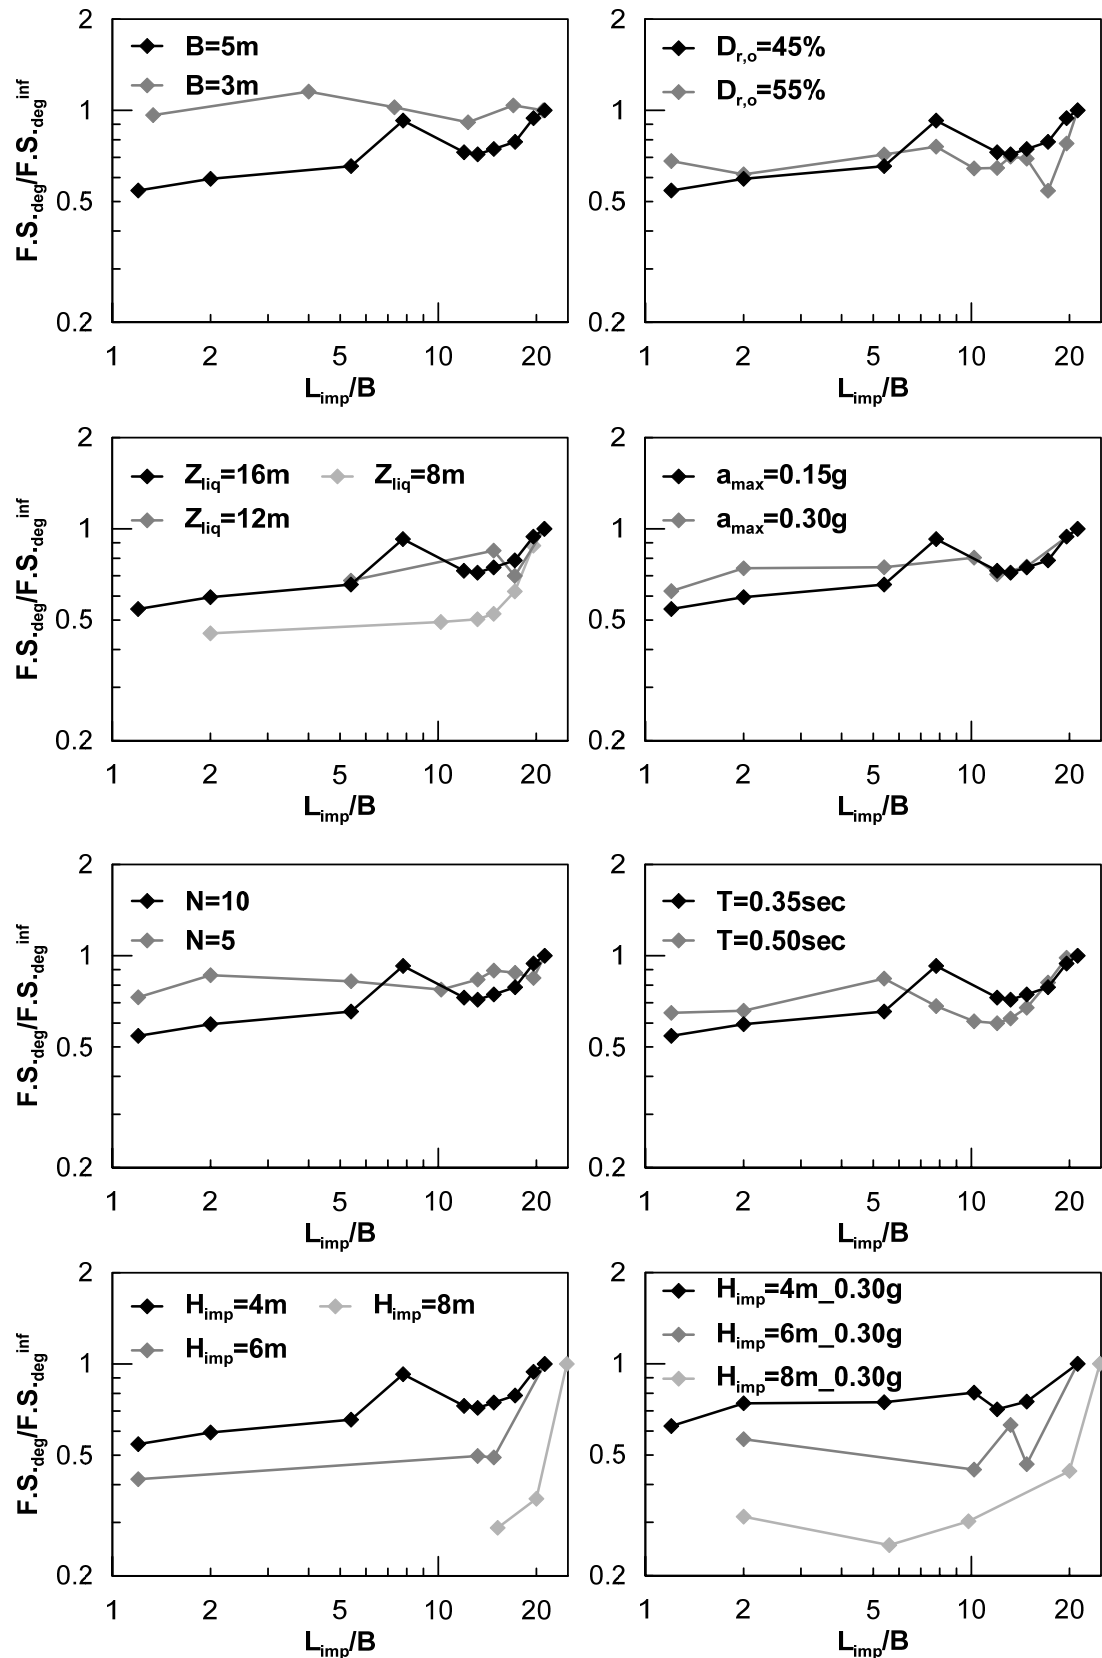 2
B=5m
B=3m
1
0.5
0.2
F.S.deg/F.S.deg inf
1 2 5 10 20
Limp/B
Dr,o=45%
Dr,o=55%
2
1
0.5
0.2
1 2 5 10 20
Limp/B
2
Zliq=16m Zliq=8m
Zliq=12m
1
0.5
0.2
F.S.deg/F.S.deg inf
1 2 5 10 20
Limp/B
2
amax=0.15g
amax=0.30g
1
0.5
0.2
1 2 5 10 20
Limp/B
2
N=10
N=5
1
0.5
0.2
F.S.deg/F.S.deg inf
1 2 5 10 20
Limp/B
2
T=0.35sec
T=0.50sec
1
0.5
0.2
1 2 5 10 20
Limp/B
2
Himp=4m Himp=8m
Himp=6m
1
0.5
0.2
F.S.deg/F.S.deg inf
1 2 5 10 20
Limp/B
2
Himp=4m_0.30g
Himp=6m_0.30g
Himp=8m_0.30g
1
0.5
0.2
1 2 5 10 20
Limp/B